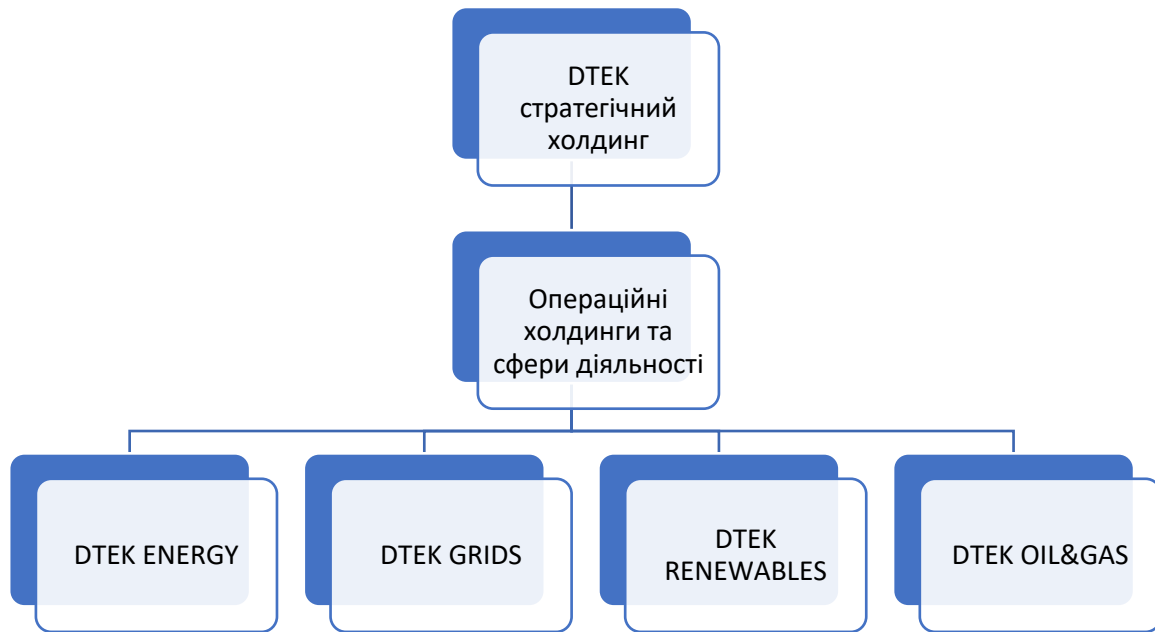 DTEK
стратегічний
холдинг
Операційні
холдинги та
сфери діяльності
DTEK ENERGY
DTEK GRIDS
DTEK
RENEWABLES
DTEK OIL&GAS